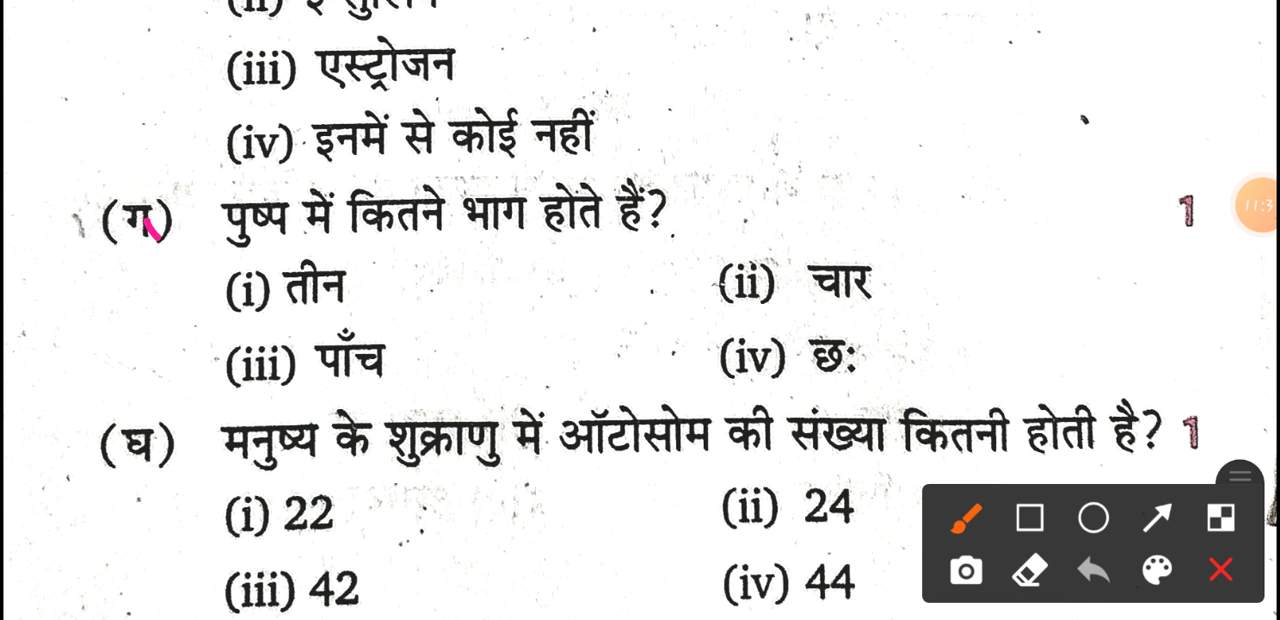 (iii) एस्ट्रोजन
(iv) इनमें से कोई नहीं
(ग) पुष्प में कितने भाग होते हैं? 1
(i) तीन (ii) चार
(iii) पाँच (iv) छः
(घ) मनुष्य के शुक्राणु में ऑटोसोम की संख्या कितनी होती है? 1
(i) 22 (ii) 24
(iii) 42 (iv) 44